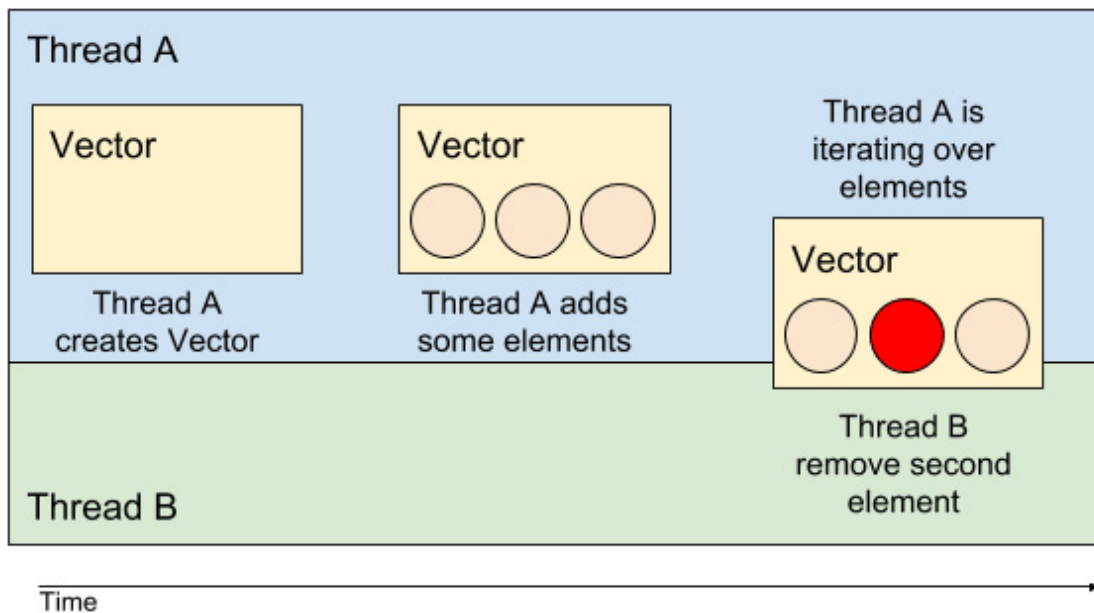 Thread A
Vector
Thread A
creates Vector
Vector
Thread A adds
some elements
Thread A is
iterating over
elements
Vector
Thread B
remove second
element
Thread B
Time